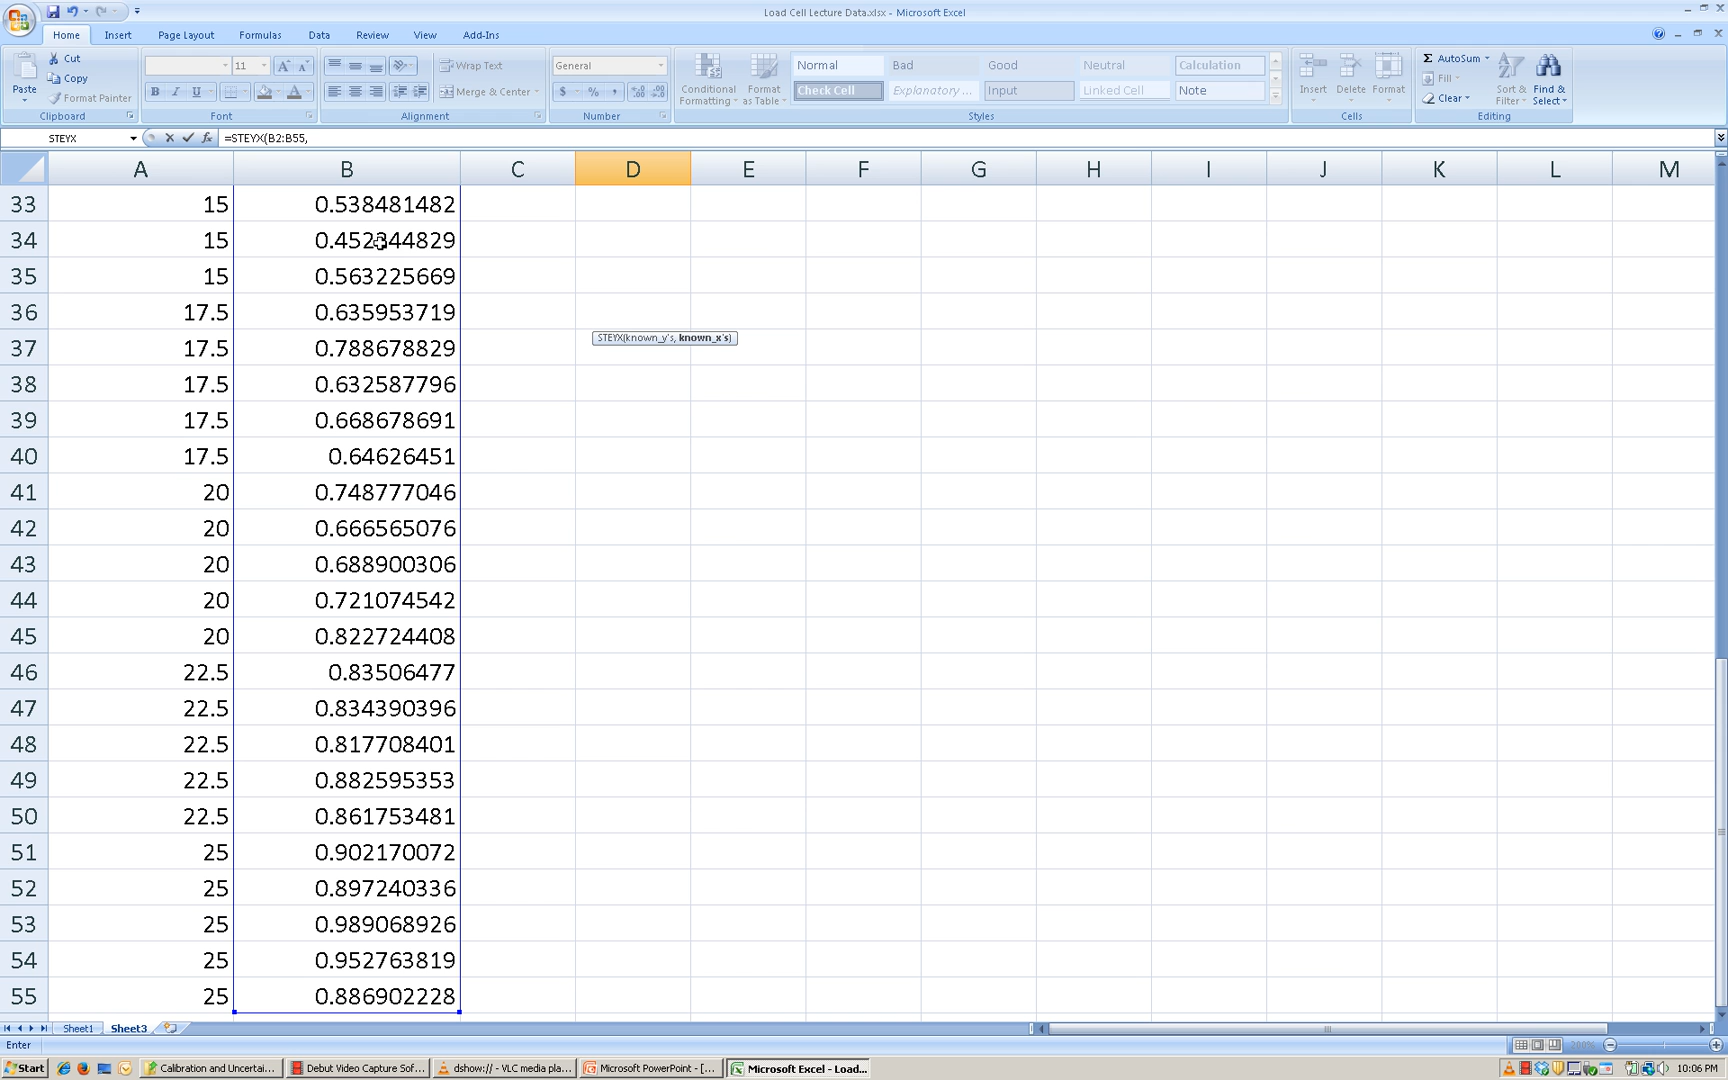 Load Cell Lecture Data.xlsx - Microsoft Excel
Home Insert Page Layout Formulas Data Review View Add-Ins
Paste Cut Copy Format Painter
11 B I U
Wrap Text Merge & Center
General $ % ,
Conditional Formatting Format as Table
Normal Bad Good Neutral Calculation
Check Cell Explanatory ... Input Linked Cell Note
Insert Delete Format
Σ AutoSum Fill Clear
Sort & Filter Find & Select
Clipboard Font Alignment Number Styles Cells Editing
STEYX fx =STEYX(B2:B55,
A B C D E F G H I J K L M
33 15 0.538481482
34 15 0.452344829
35 15 0.563225669
36 17.5 0.635953719
STEYX(known_y's, known_x's)
37 17.5 0.788678829
38 17.5 0.632587796
39 17.5 0.668678691
40 17.5 0.64626451
41 20 0.748777046
42 20 0.666565076
43 20 0.688900306
44 20 0.721074542
45 20 0.822724408
46 22.5 0.83506477
47 22.5 0.834390396
48 22.5 0.817708401
49 22.5 0.882595353
50 22.5 0.861753481
51 25 0.902170072
52 25 0.897240336
53 25 0.989068926
54 25 0.952763819
55 25 0.886902228
Sheet1 Sheet3
Enter 200%
Start Calibration and Uncertai... Debut Video Capture Sof... dshow:// - VLC media pla... Microsoft PowerPoint - [... Microsoft Excel - Load... 10:06 PM